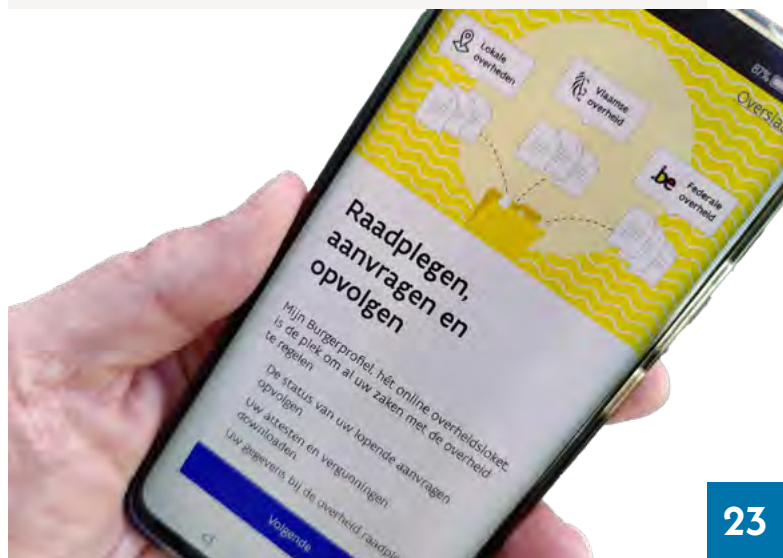 87%
Lokale
overheden
Vlaamse
overheid
.be Federale
overheid
Raadplegen,
aanvragen en
opvolgen
Mijn Burgerprofiel, hét online overheidsloket,
is de plek om al uw zaken met de overheid
te regelen
De status van uw lopende aanvragen
opvolgen
Uw attesten en vergunningen
downloaden
Uw gegevens bij de overheid
Volgende
23